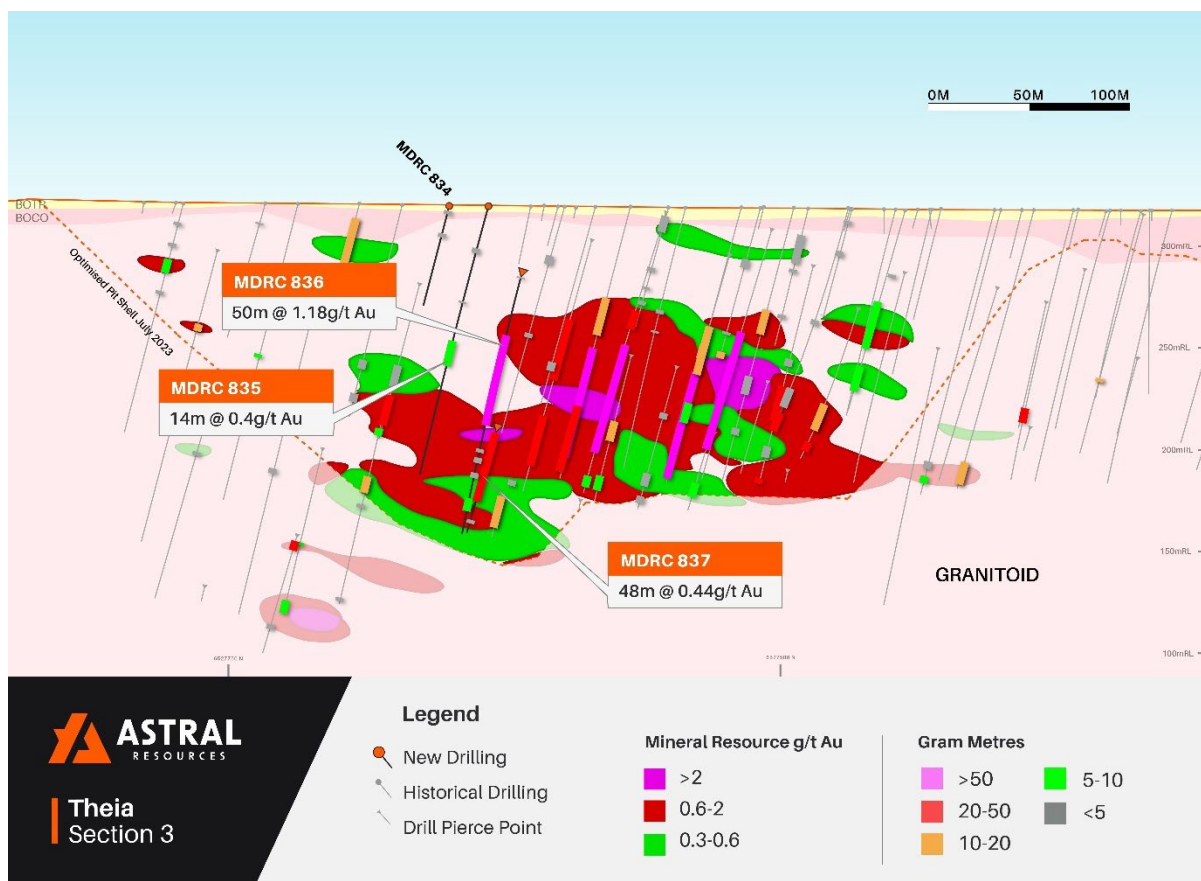 0M 50M 100M
MDRC 834
BOCO
300mRL
Optimised Pit Shell July 2023
MDRC 836
50m @ 1.18g/t Au
250mRL
MDRC 835
14m @ 0.4g/t Au
200mRL
150mRL
MDRC 837
48m @ 0.44g/t Au
GRANITOID
100mRL
ASTRAL
RESOURCES
Theia
Section 3
Legend
New Drilling
Historical Drilling
Drill Pierce Point
Mineral Resource g/t Au
>2
0.6-2
0.3-0.6
Gram Metres
>50
20-50
10-20
5-10
<5